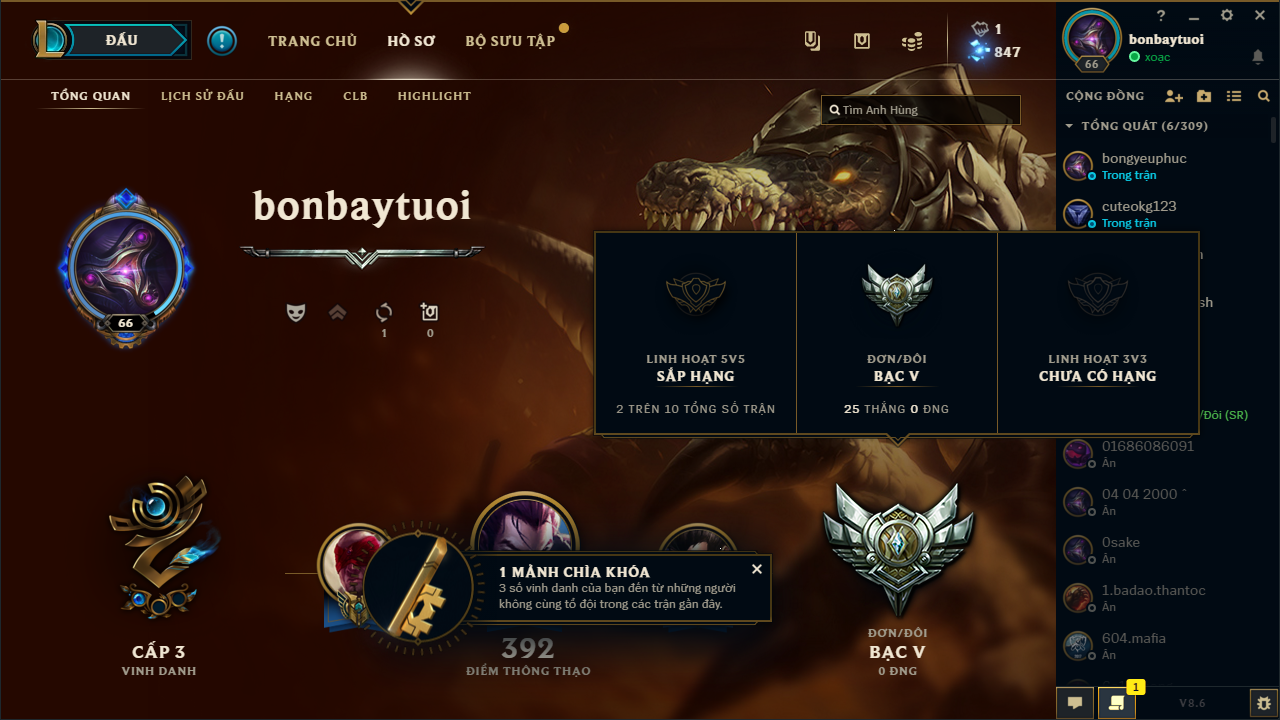 ĐẤU
TRANG CHỦ
HỒ SƠ
BỘ SƯU TẬP
1
847
66
bonbaytuoi
xoạc
TỔNG QUAN
LỊCH SỬ ĐẤU
HẠNG
CLB
HIGHLIGHT
Tìm Anh Hùng
CỘNG ĐỒNG
TỔNG QUÁT (6/309)
bongyeuphuc
Trong trận
cuteokg123
Trong trận
bonbaytuoi
66
1
0
LINH HOẠT 5V5
SẮP HẠNG
2 TRÊN 10 TỔNG SỐ TRẬN
ĐƠN/ĐÔI
BẠC V
25 THẮNG 0 ĐNG
LINH HOẠT 3V3
CHƯA CÓ HẠNG
sh
/Đôi (SR)
01686086091
Ẩn
04 04 2000 ˆ
Ẩn
0sake
Ẩn
1.badao.thantoc
Ẩn
604.mafia
Ẩn
1 MẢNH CHÌA KHÓA
3 số vinh danh của bạn đến từ những người
không cùng tổ đội trong các trận gần đây.
CẤP 3
VINH DANH
392
ĐIỂM THÔNG THẠO
ĐƠN/ĐÔI
BẠC V
0 ĐNG
1
V8.6